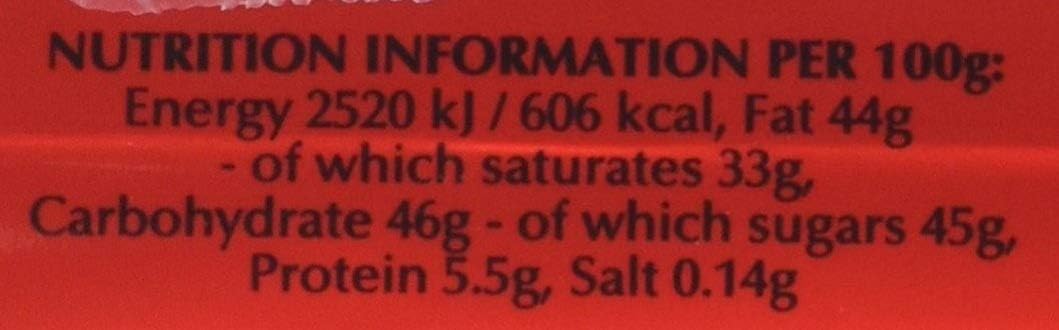 NUTRITION INFORMATION PER 100g:
Energy 2520 kJ / 606 kcal, Fat 44g
- of which saturates 33g,
Carbohydrate 46g - of which sugars 45g,
Protein 5.5g, Salt 0.14g